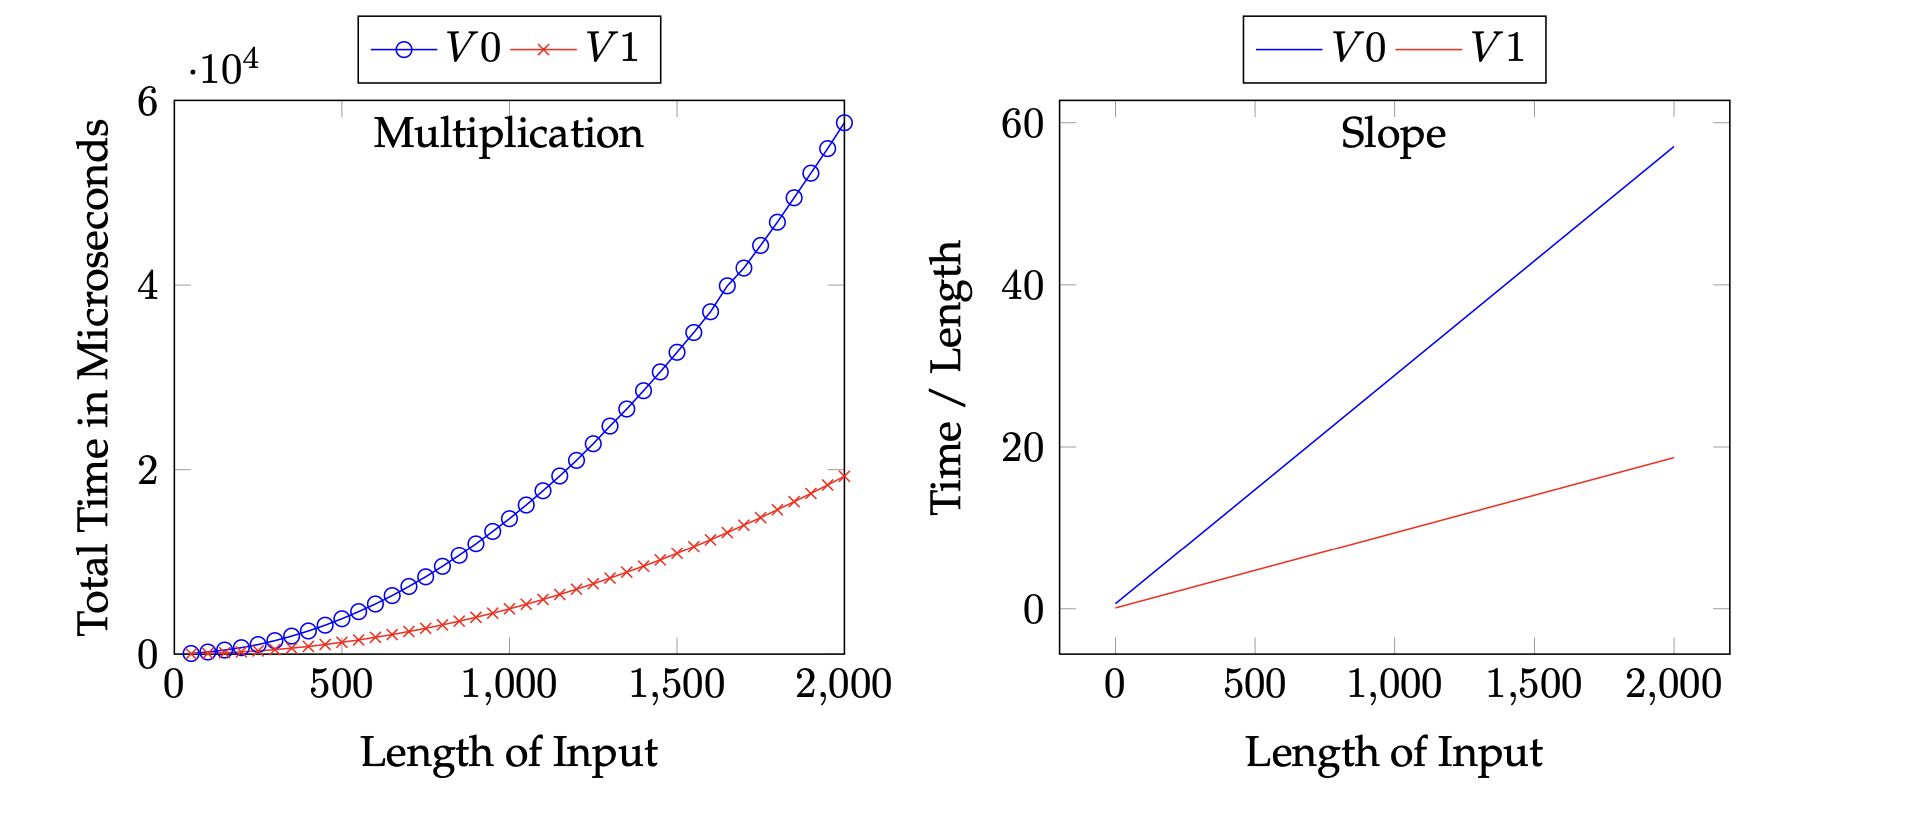 V0 V1
·10⁴
Multiplication
Total Time in Microseconds
6
4
2
0
0 500 1,000 1,500 2,000
Length of Input
V0 V1
Slope
Time / Length
60
40
20
0
0 500 1,000 1,500 2,000
Length of Input